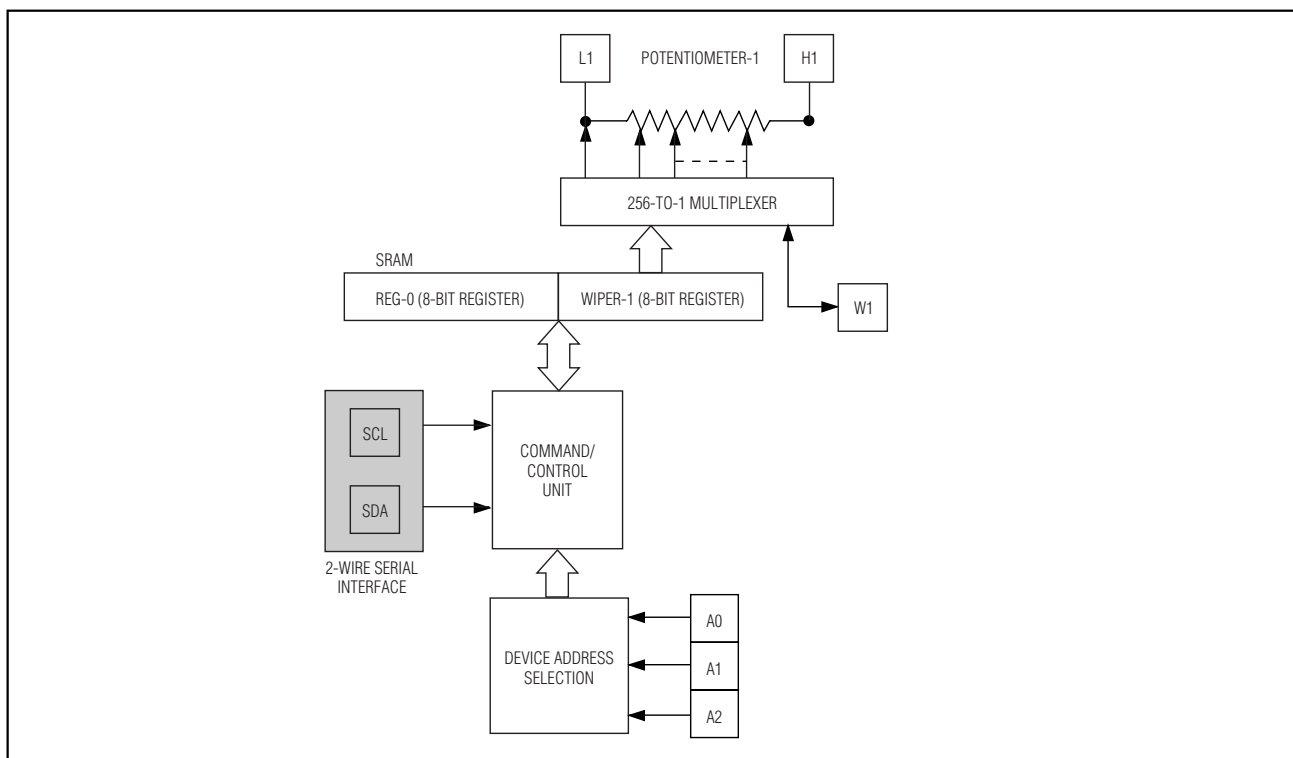 L1
POTENTIOMETER-1
H1
256-TO-1 MULTIPLEXER
SRAM
REG-0 (8-BIT REGISTER)
WIPER-1 (8-BIT REGISTER)
W1
SCL
SDA
2-WIRE SERIAL
INTERFACE
COMMAND/
CONTROL
UNIT
DEVICE ADDRESS
SELECTION
A0
A1
A2